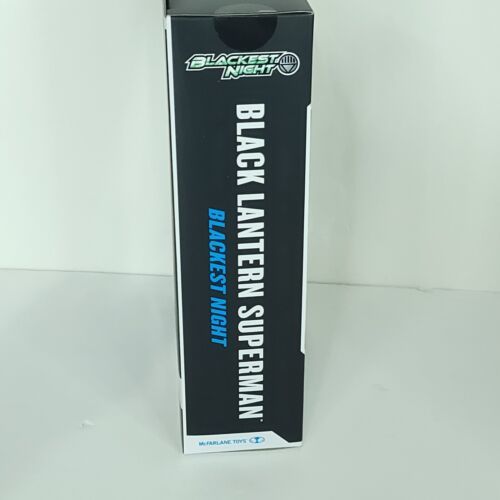 BLACKEST
NIGHT
BLACK LANTERN SUPERMAN
BLACKEST NIGHT
McFARLANE TOYS